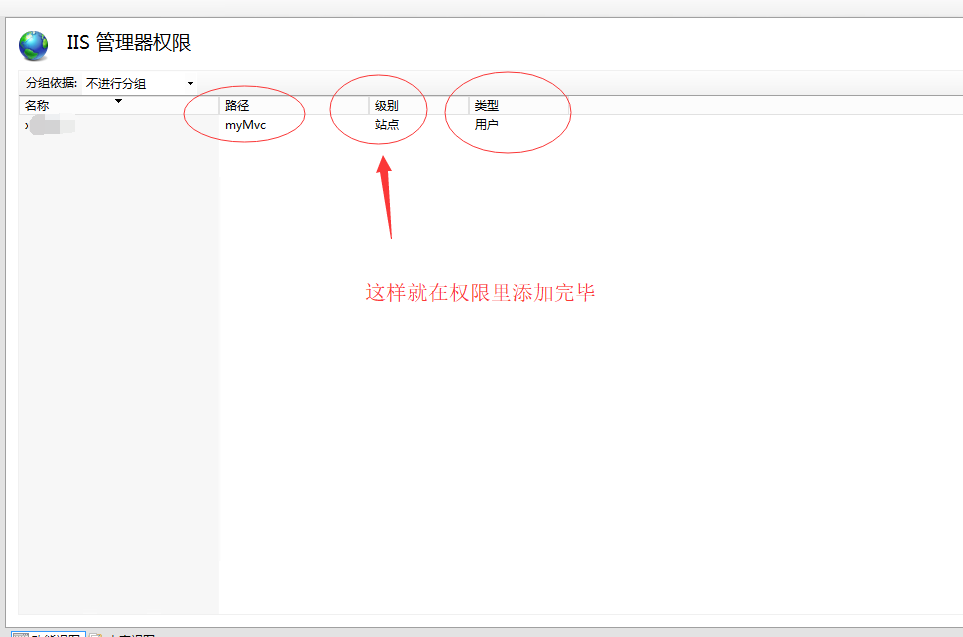 IIS 管理器权限
分组依据: 不进行分组
名称 路径 级别 类型
myMvc 站点 用户
这样就在权限里添加完毕